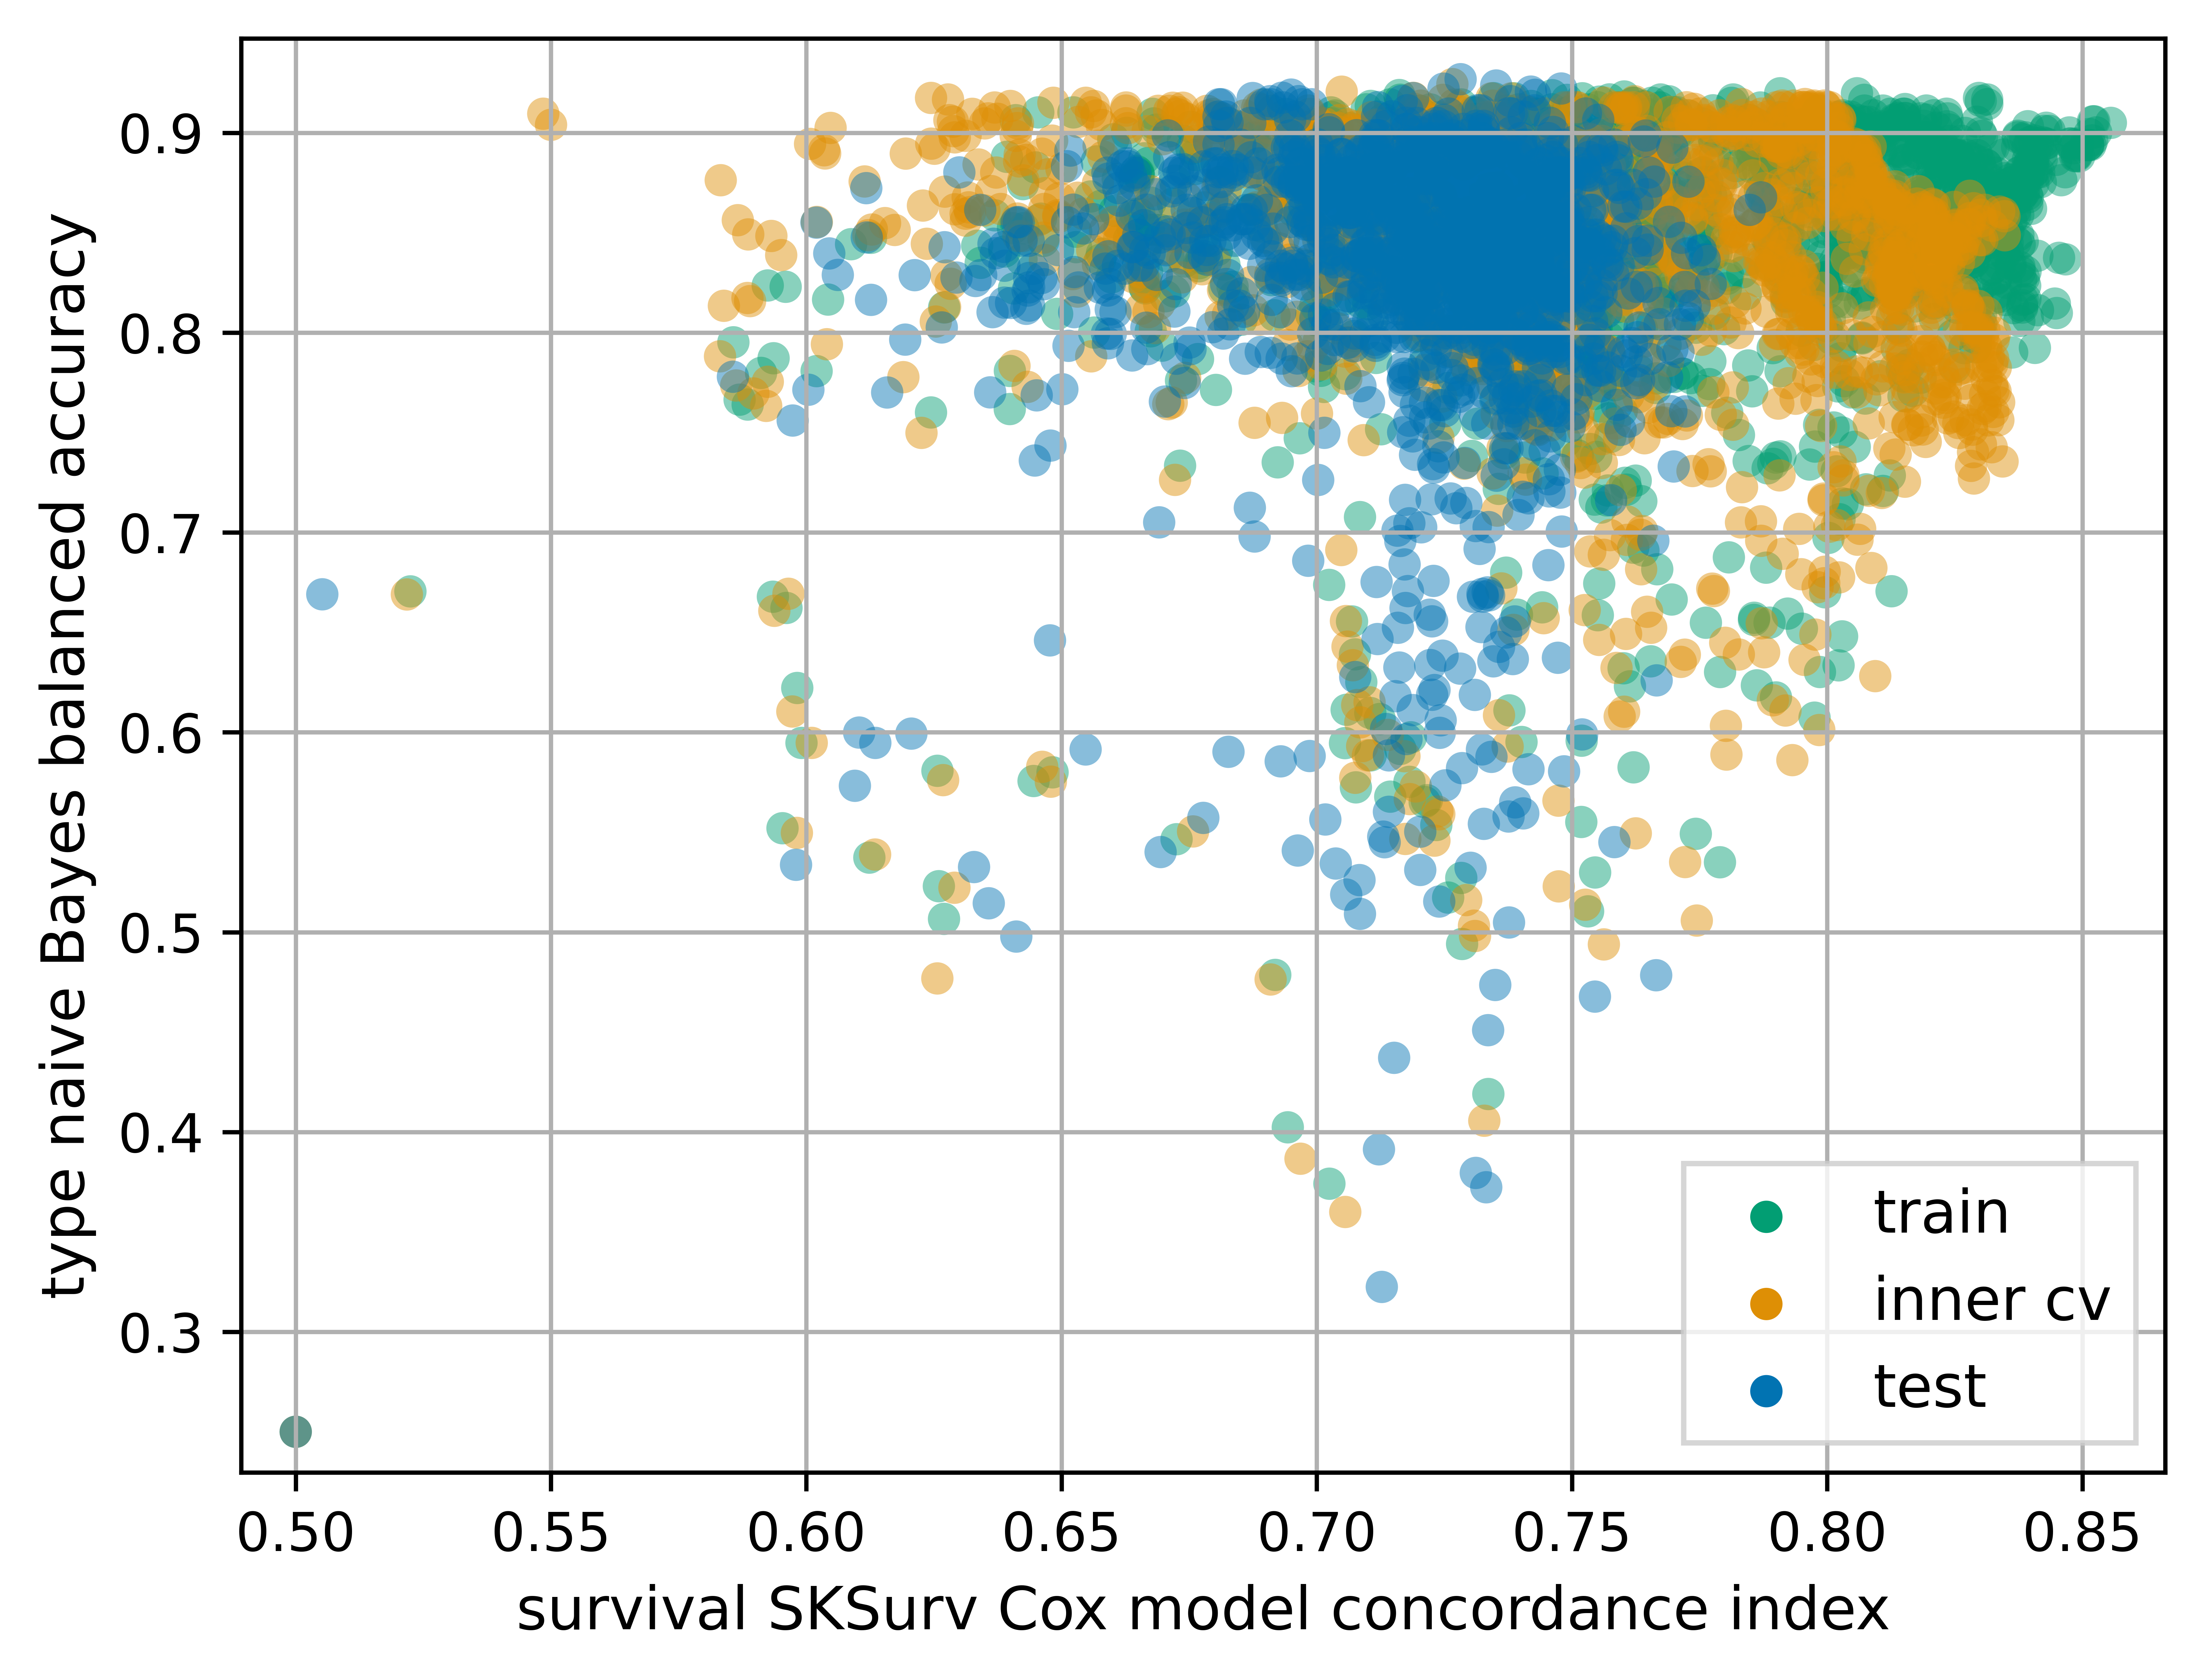 type naive Bayes balanced accuracy
0.9
0.8
0.7
0.6
0.5
0.4
0.3
train
inner cv
test
0.50 0.55 0.60 0.65 0.70 0.75 0.80 0.85
survival SKSurv Cox model concordance index